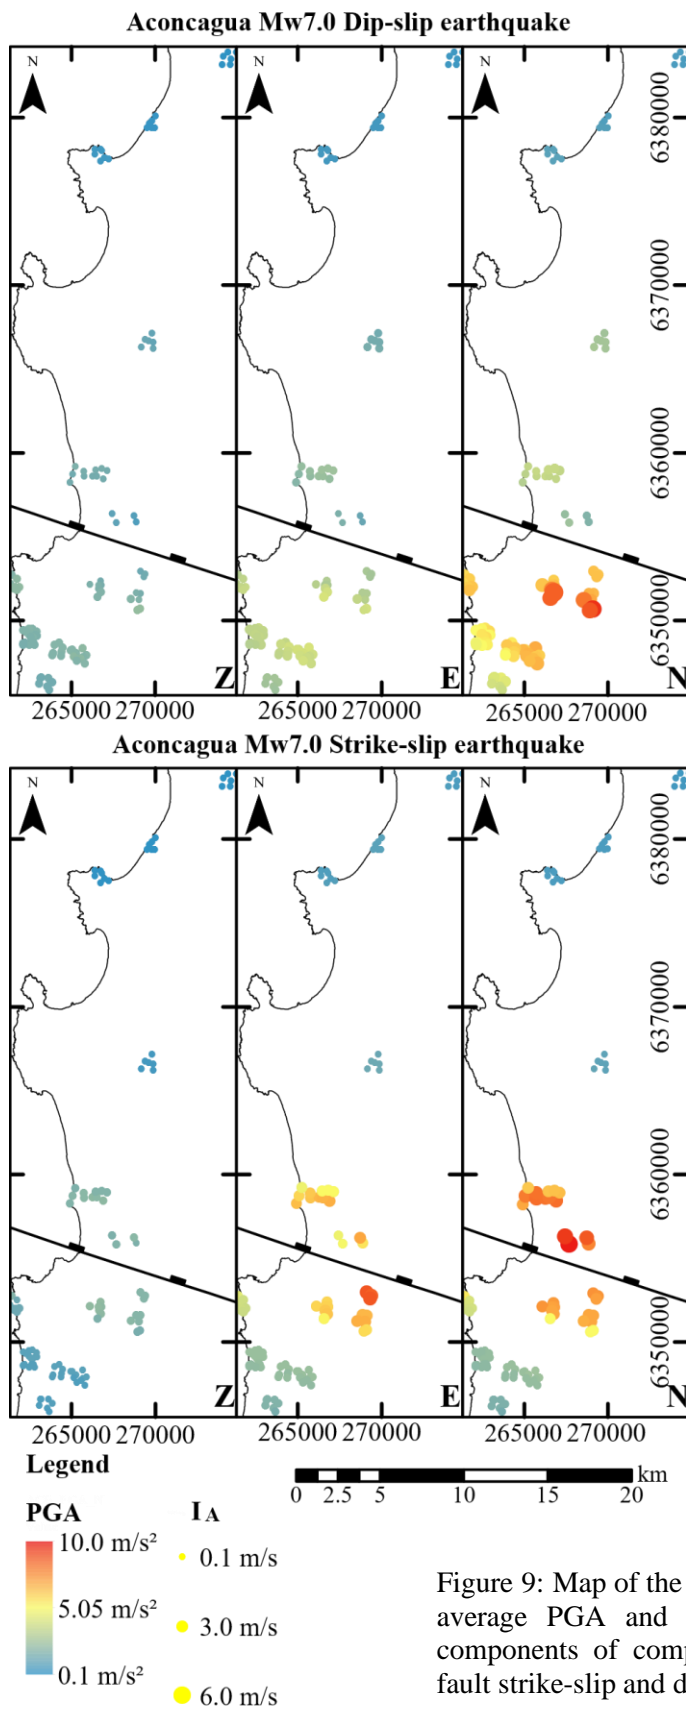 Aconcagua Mw7.0 Dip-slip earthquake
N N N
6380000
6370000
6360000
6350000
Z E N
265000 270000 265000 270000 265000 270000
Aconcagua Mw7.0 Strike-slip earthquake
N N N
6380000
6370000
6360000
6350000
Z E N
265000 270000 265000 270000 265000 270000
Legend
km
0 2.5 5 10 15 20
PGA
10.0 m/s²
5.05 m/s²
0.1 m/s²
I A
0.1 m/s
3.0 m/s
6.0 m/s
Figure 9: Map of the
average PGA and
components of comp
fault strike-slip and d